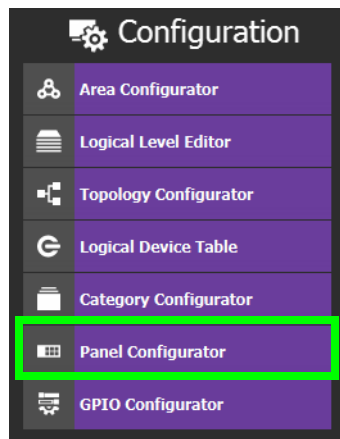 Configuration
Area Configurator
Logical Level Editor
Topology Configurator
Logical Device Table
Category Configurator
Panel Configurator
GPIO Configurator